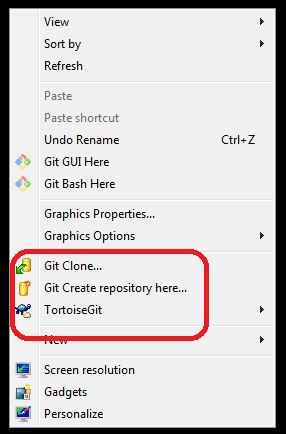 View
Sort by
Refresh
Paste
Paste shortcut
Undo Rename Ctrl+Z
Git GUI Here
Git Bash Here
Graphics Properties...
Graphics Options
Git Clone...
Git Create repository here...
TortoiseGit
New
Screen resolution
Gadgets
Personalize